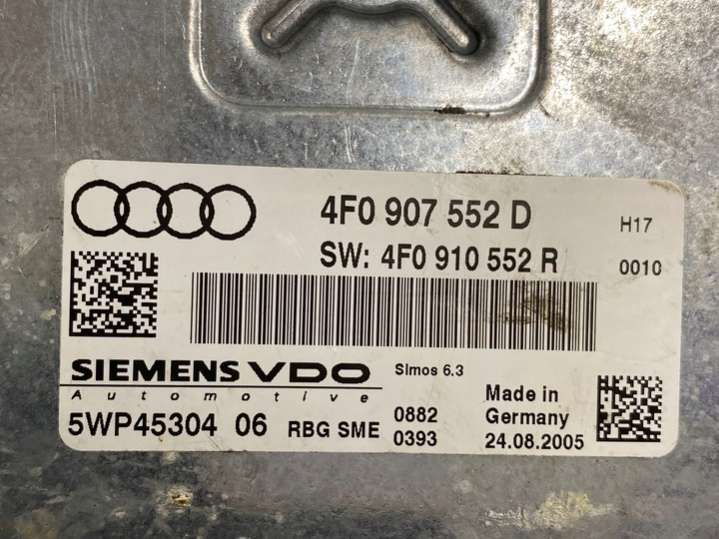 4F0 907 552 D
H17
SW: 4F0 910 552 R
0010
SIEMENS VDO
Automotive
Simos 6.3
5WP45304 06 RBG SME
0882
0393
Made in
Germany
24.08.2005